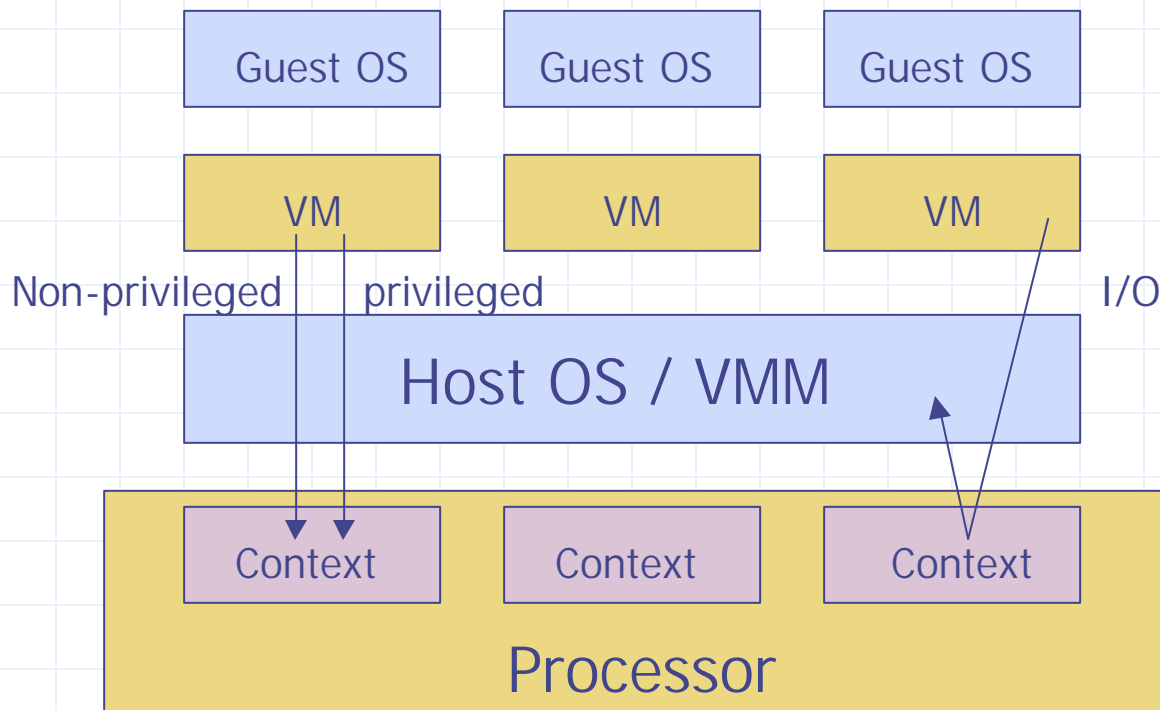 Guest OS
Guest OS
Guest OS
VM
VM
VM
Non-privileged
privileged
I/O
Host OS / VMM
Context
Context
Context
Processor